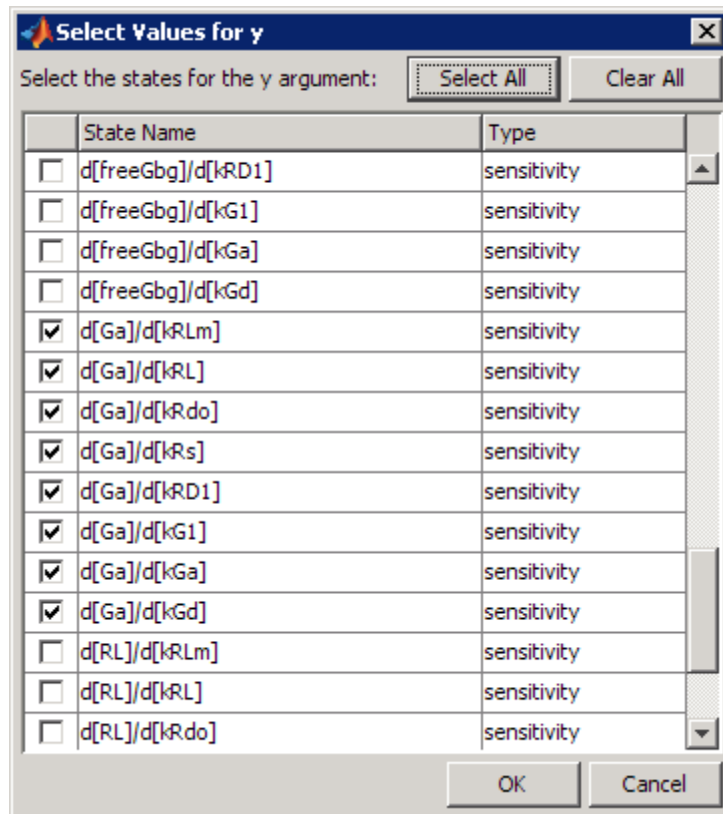 Select Values for y
Select the states for the y argument: Select All Clear All
State Name Type
d[freeGbg]/d[kRD1] sensitivity
d[freeGbg]/d[kG1] sensitivity
d[freeGbg]/d[kGa] sensitivity
d[freeGbg]/d[kGd] sensitivity
d[Ga]/d[kRLm] sensitivity
d[Ga]/d[kRL] sensitivity
d[Ga]/d[kRdo] sensitivity
d[Ga]/d[kRs] sensitivity
d[Ga]/d[kRD1] sensitivity
d[Ga]/d[kG1] sensitivity
d[Ga]/d[kGa] sensitivity
d[Ga]/d[kGd] sensitivity
d[RL]/d[kRLm] sensitivity
d[RL]/d[kRL] sensitivity
d[RL]/d[kRdo] sensitivity
OK Cancel